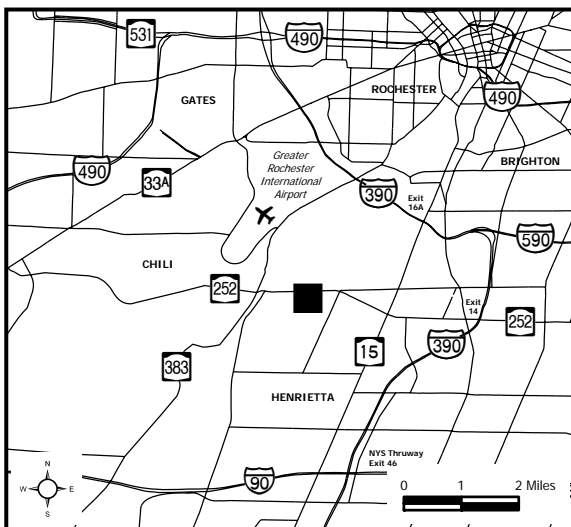 531
490
ROCHESTER
GATES
490
BRIGHTON
Greater
Rochester
International
Airport
490
33A
390
Exit
16A
590
CHILI
252
Exit
14
252
15
390
383
HENRIETTA
NYS Thruway
Exit 46
N
W
E
S
90
0 1 2 Miles